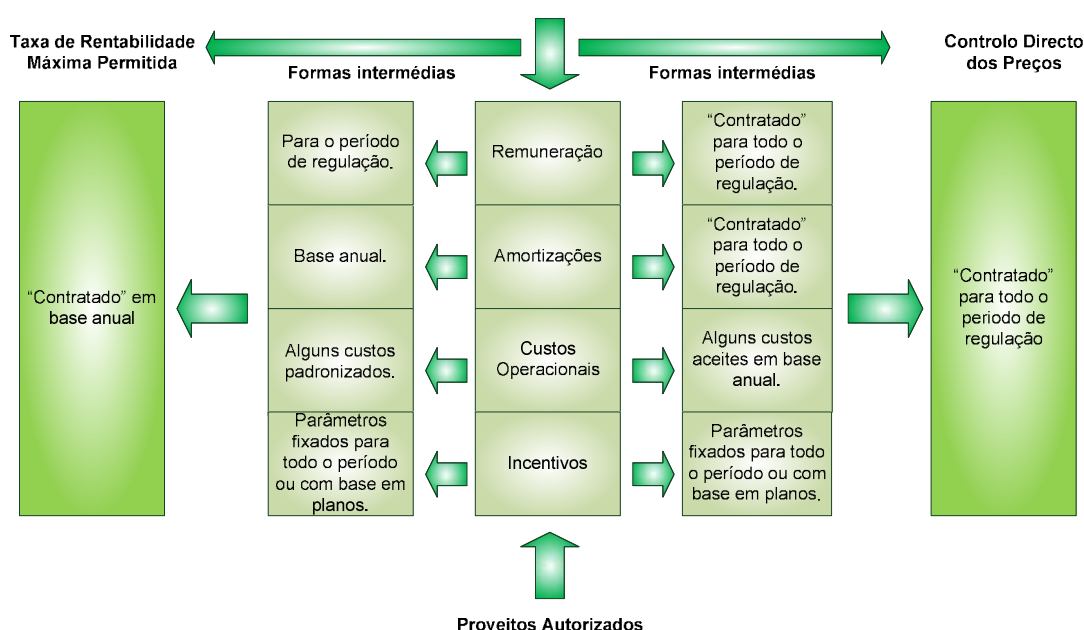 Taxa de Rentabilidade
Máxima Permitida
Formas intermédias
Formas intermédias
Controlo Directo
dos Preços
“Contratado” em
base anual
Para o período
de regulação.
Base anual.
Alguns custos
padronizados.
Parâmetros
fixados para
todo o período
ou com base em
planos.
Remuneração
Amortizações
Custos
Operacionais
Incentivos
“Contratado”
para todo o
período de
regulação.
“Contratado”
para todo o
período de
regulação.
Alguns custos
aceites em base
anual.
Parâmetros
fixados para todo
o período ou com
base em planos.
“Contratado”
para todo o
periodo de
regulação
Proveitos Autorizados